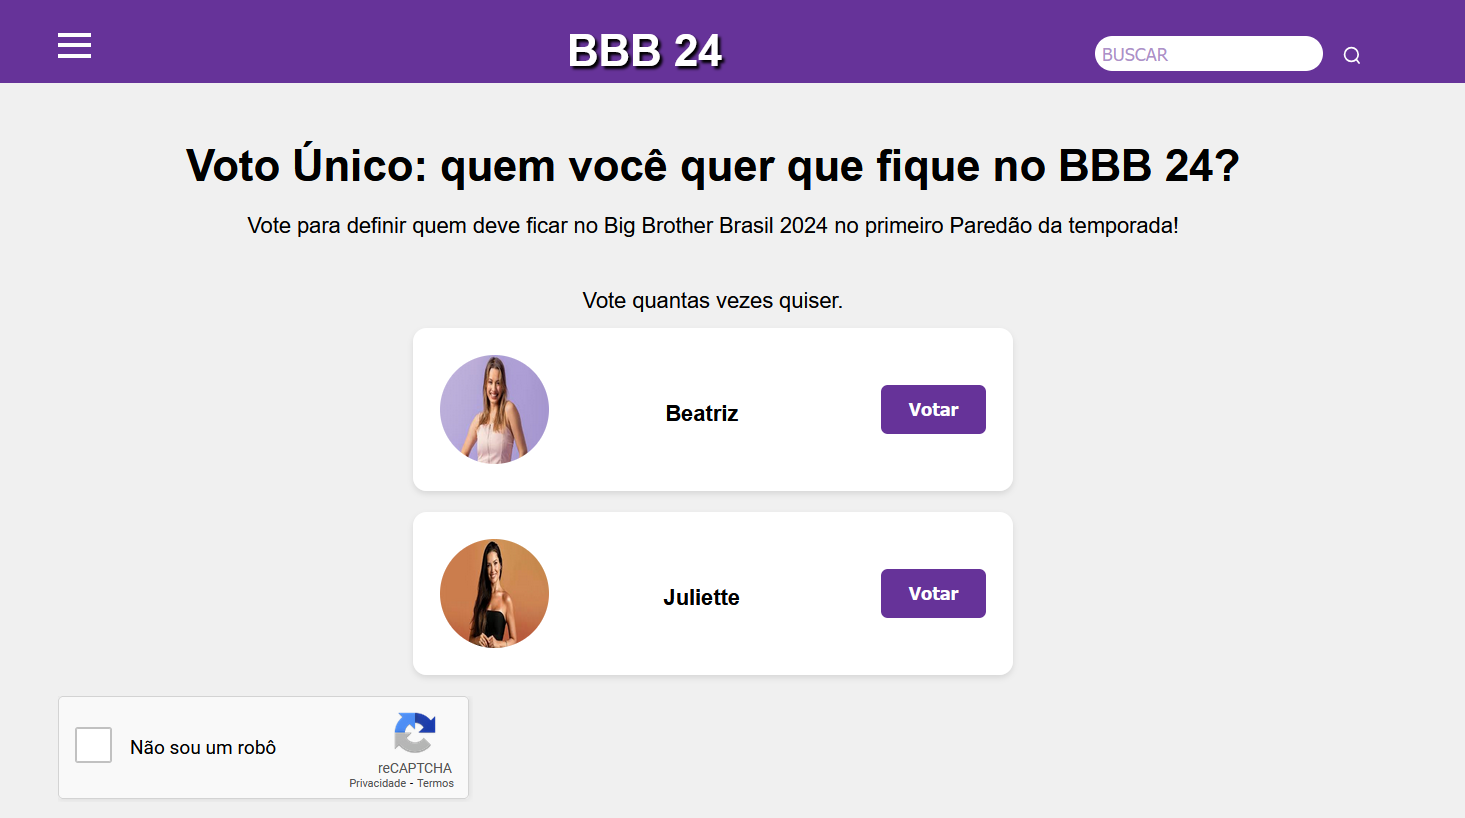 BBB 24
BUSCAR
Voto Único: quem você quer que fique no BBB 24?
Vote para definir quem deve ficar no Big Brother Brasil 2024 no primeiro Paredão da temporada!
Vote quantas vezes quiser.
Beatriz
Votar
Juliette
Votar
Não sou um robô
reCAPTCHA
Privacidade - Termos